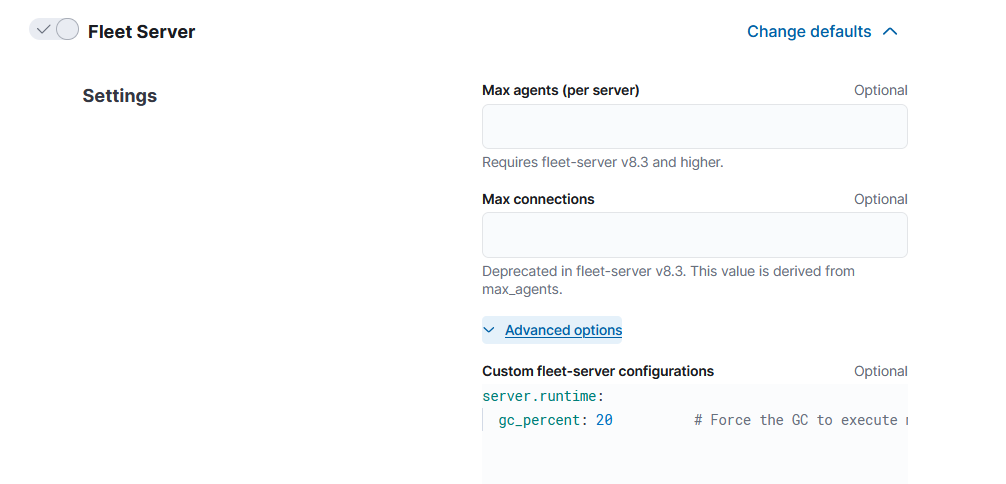 Fleet Server
Change defaults
Settings
Max agents (per server)
Optional
Requires fleet-server v8.3 and higher.
Max connections
Optional
Deprecated in fleet-server v8.3. This value is derived from
max_agents.
Advanced options
Custom fleet-server configurations
Optional
server.runtime:
gc_percent: 20 # Force the GC to execute